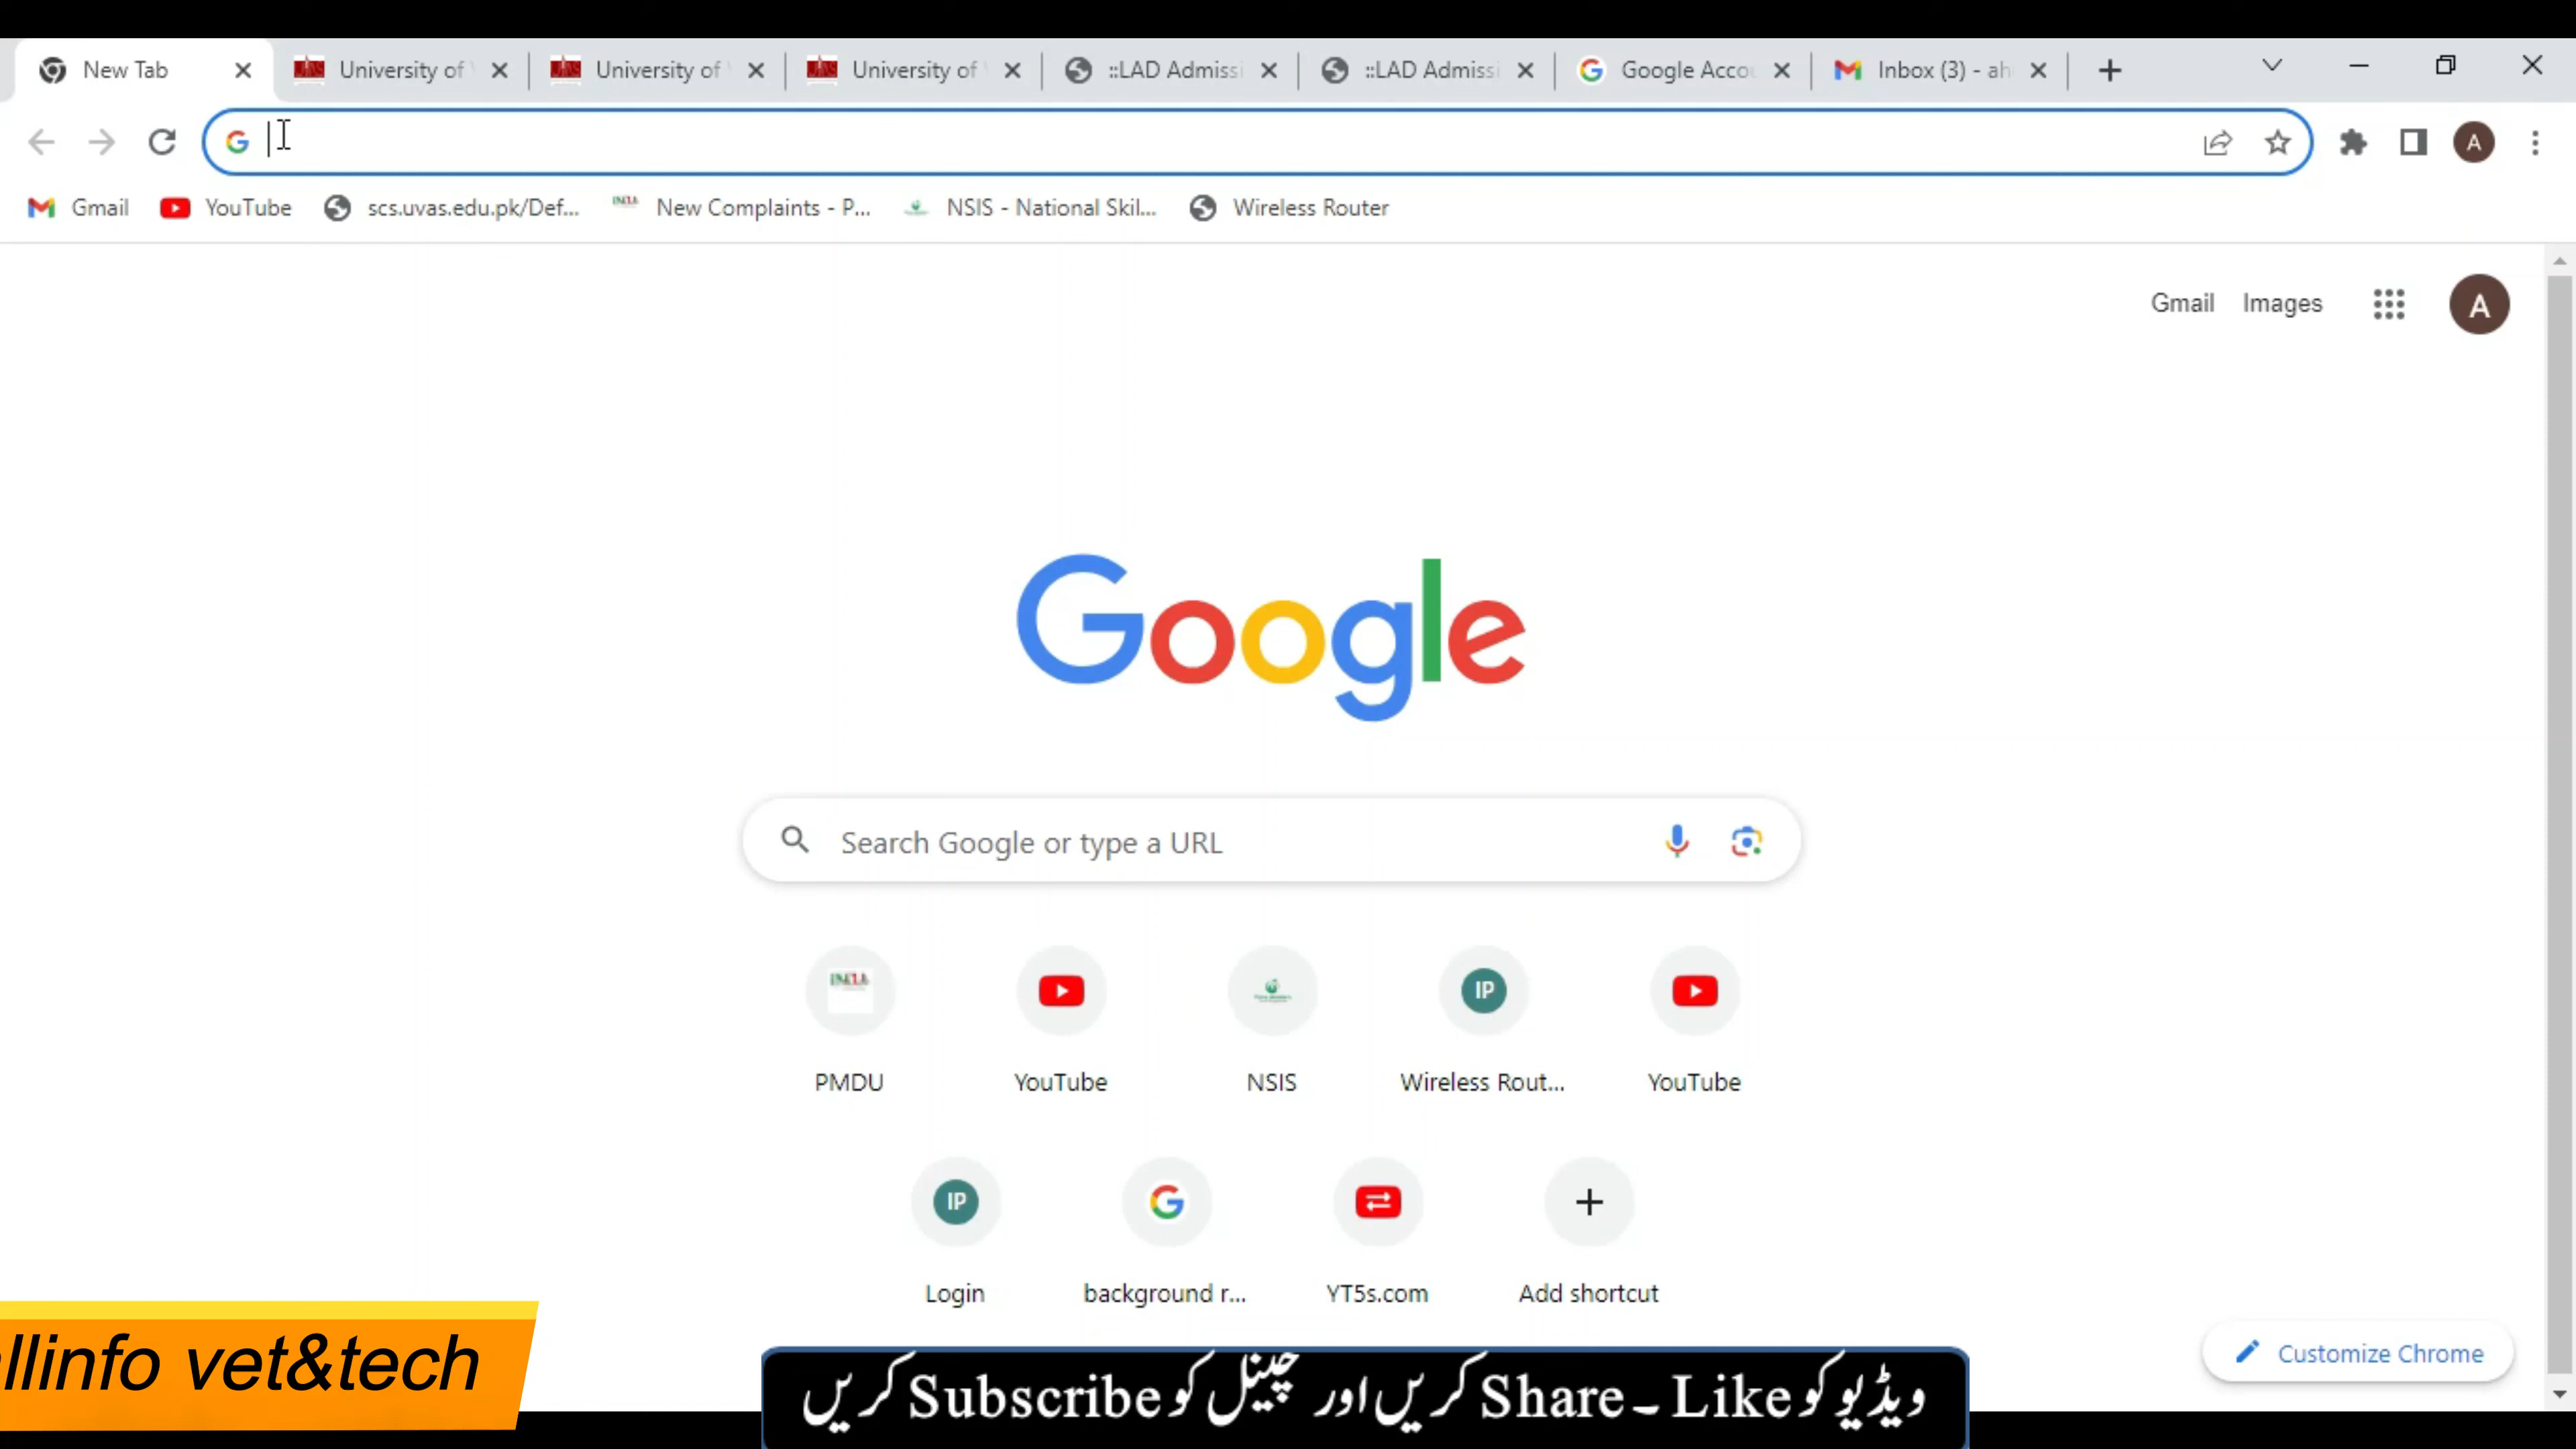 New Tab
University of
University of
University of
::LAD Admissi
::LAD Admissi
Google Accou
Inbox (3) - ah
A
Gmail
YouTube
scs.uvas.edu.pk/Def...
New Complaints - P...
NSIS - National Skil...
Wireless Router
Gmail
Images
A
Google
Search Google or type a URL
IP
PMDU
YouTube
NSIS
Wireless Rout...
YouTube
IP
Login
background r...
YT5s.com
Add shortcut
Customize Chrome
llinfo vet&tech
ویڈیو کو Like ۔ Share کریں اور چینل کو Subscribe کریں